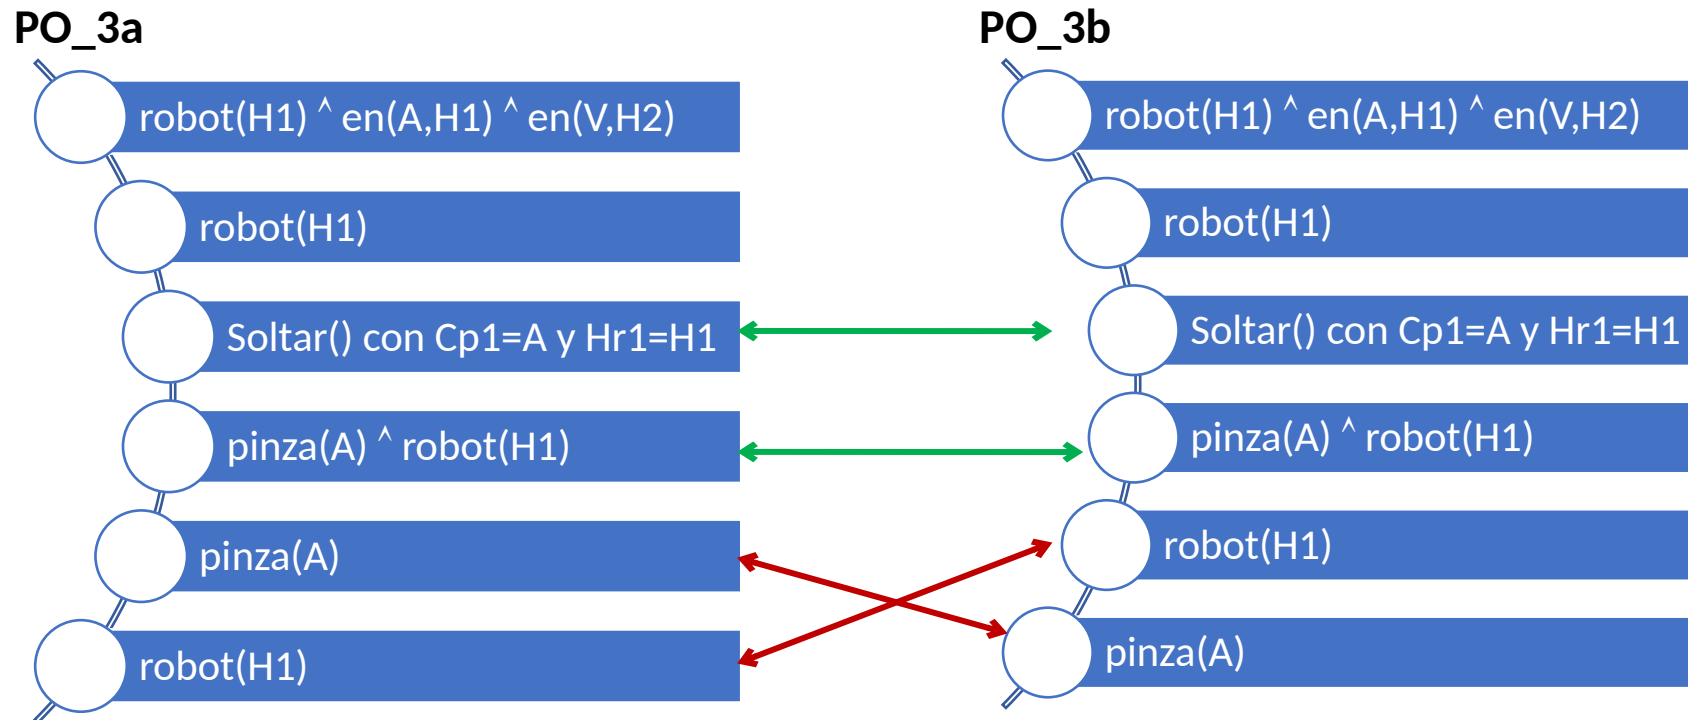 PO_3a
robot(H1) ^ en(A,H1) ^ en(V,H2)
robot(H1)
Soltar() con Cp1=A y Hr1=H1
pinza(A) ^ robot(H1)
pinza(A)
robot(H1)
PO_3b
robot(H1) ^ en(A,H1) ^ en(V,H2)
robot(H1)
Soltar() con Cp1=A y Hr1=H1
pinza(A) ^ robot(H1)
robot(H1)
pinza(A)